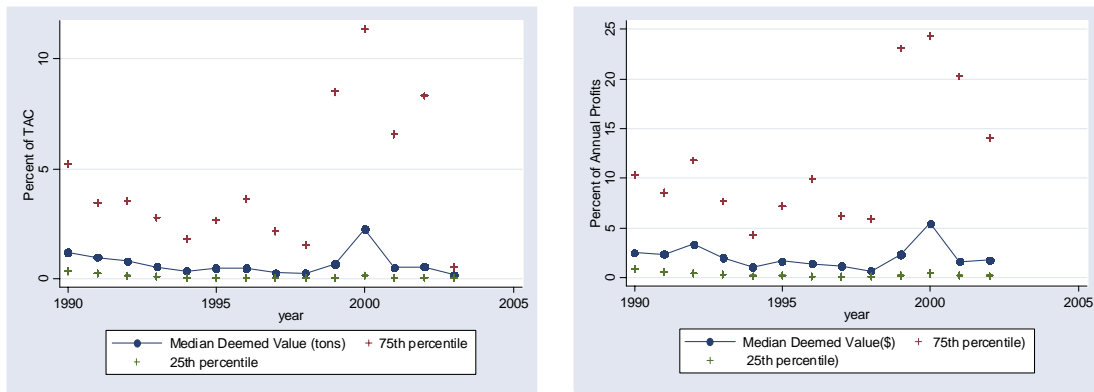 Percent of TAC
10
5
0
1990 1995 2000 2005
year
Median Deemed Value (tons) 75th percentile
25th percentile
Percent of Annual Profits
25
20
15
10
5
0
1990 1995 2000 2005
year
Median Deemed Value($) 75th percentile)
25th percentile)